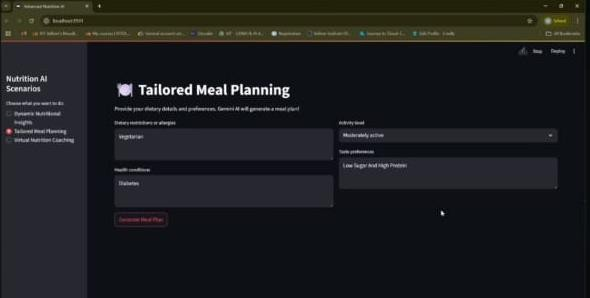 Advanced Nutrition AI
localhost:8501
School
All Bookmarks
Stop
Deploy
Nutrition AI
Scenarios
Choose what you want to do:
Dynamic Nutritional
Insights
Tailored Meal Planning
Virtual Nutrition Coaching
Tailored Meal Planning
Provide your dietary details and preferences. Gemini AI will generate a meal plan!
Dietary restrictions or allergies
Vegetarian
Health conditions
Diabetes
Generate Meal Plan
Activity level
Moderately active
Taste preferences
Low Sugar And High Protein